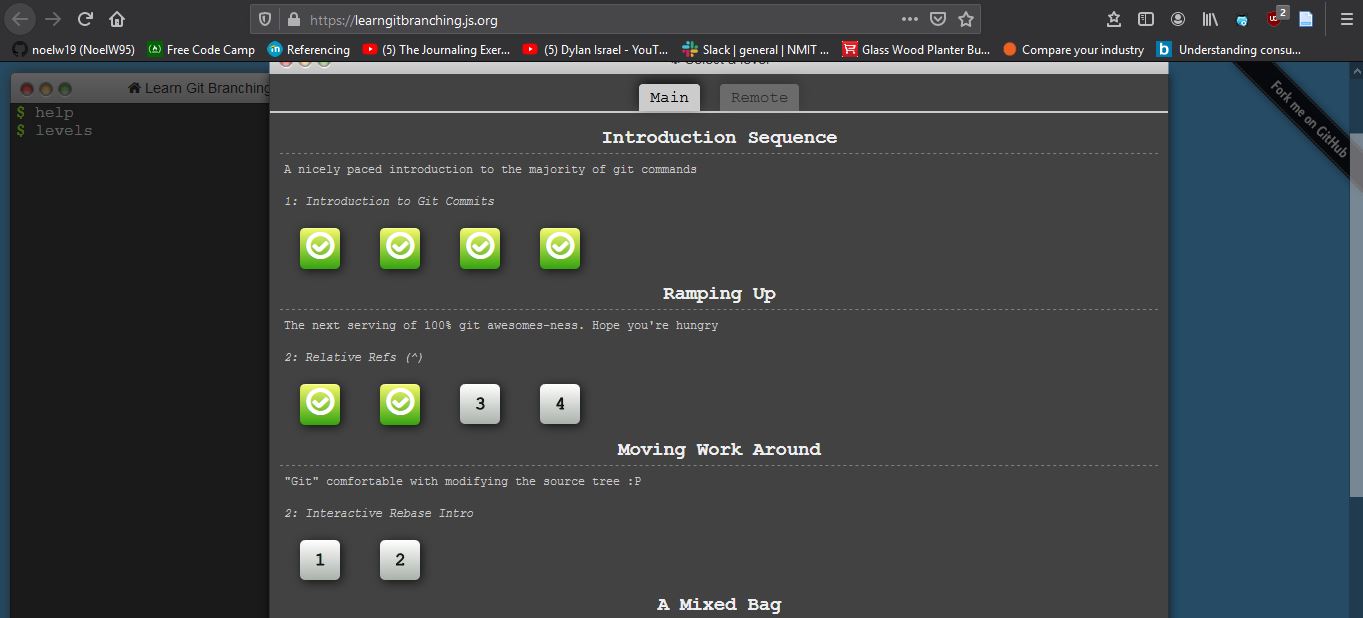 https://learngitbranching.js.org
2
noelw19 (NoelW95) Free Code Camp Referencing (5) The Journaling Exer... (5) Dylan Israel - YouT... Slack | general | NMIT ... Glass Wood Planter Bu... Compare your industry Understanding consu...
Select a level
Learn Git Branching
$ help
$ levels
Fork me on GitHub
Main Remote
Introduction Sequence
A nicely paced introduction to the majority of git commands
1: Introduction to Git Commits
Ramping Up
The next serving of 100% git awesomes-ness. Hope you're hungry
2: Relative Refs (^)
3 4
Moving Work Around
"Git" comfortable with modifying the source tree :P
2: Interactive Rebase Intro
1 2
A Mixed Bag